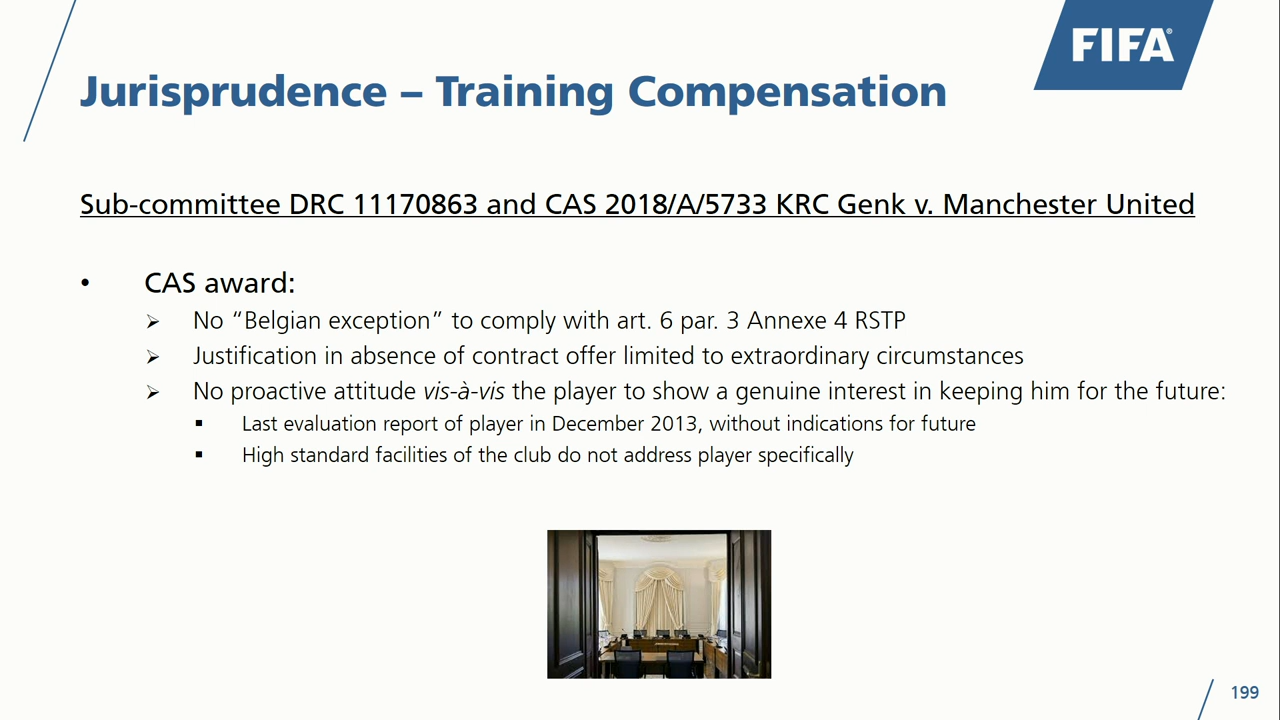 FIFA®
Jurisprudence – Training Compensation
Sub-committee DRC 11170863 and CAS 2018/A/5733 KRC Genk v. Manchester United
• CAS award:
➢ No “Belgian exception” to comply with art. 6 par. 3 Annexe 4 RSTP
➢ Justification in absence of contract offer limited to extraordinary circumstances
➢ No proactive attitude vis-à-vis the player to show a genuine interest in keeping him for the future:
▪ Last evaluation report of player in December 2013, without indications for future
▪ High standard facilities of the club do not address player specifically
199